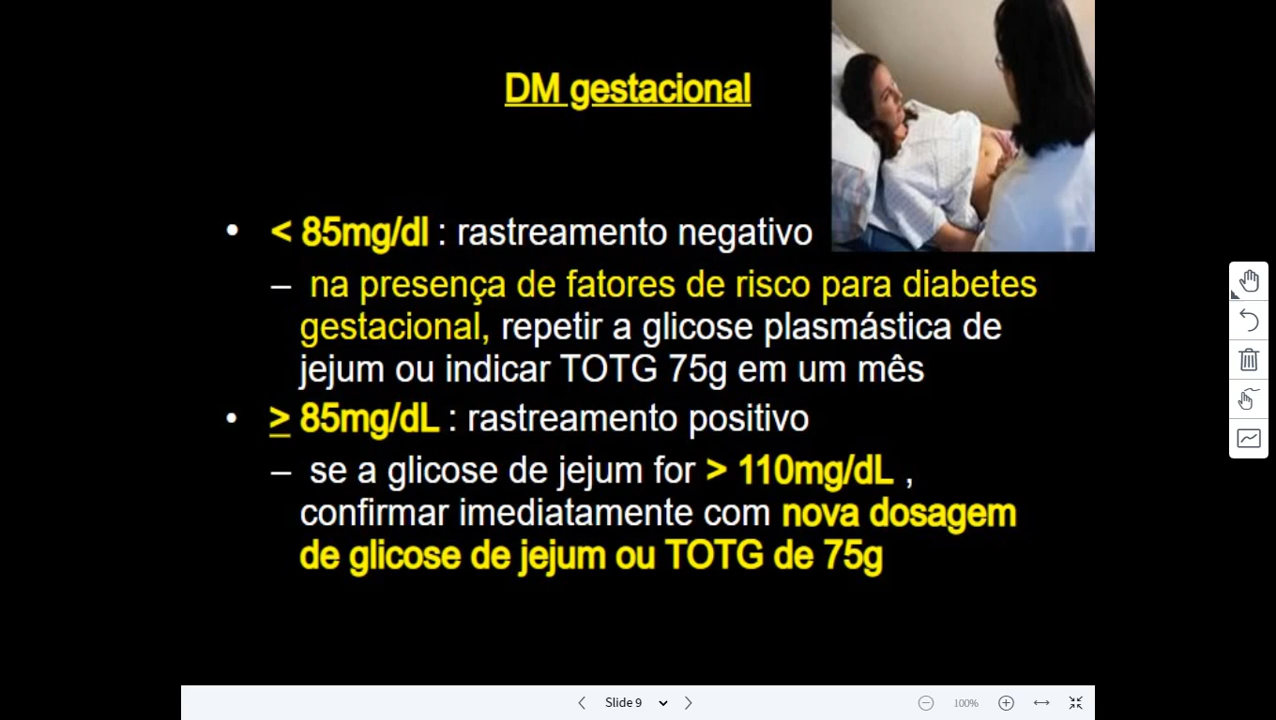 DM gestacional
• < 85mg/dl : rastreamento negativo
– na presença de fatores de risco para diabetes
gestacional, repetir a glicose plasmástica de
jejum ou indicar TOTG 75g em um mês
• ≥ 85mg/dL : rastreamento positivo
– se a glicose de jejum for > 110mg/dL ,
confirmar imediatamente com nova dosagem
de glicose de jejum ou TOTG de 75g
Slide 9
100%